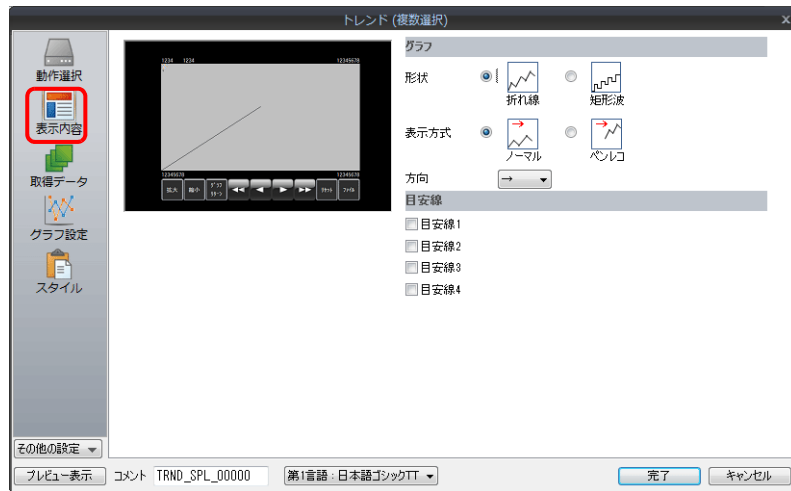 トレンド (複数選択)
x
動作選択
表示内容
取得データ
グラフ設定
スタイル
その他の設定
1234 1234 12345678
12345678 12345678
拡大 縮小 グラフ リターン リセット ファイル
グラフ
形状
折れ線
矩形波
表示方式
ノーマル
ペンレコ
方向
→
目安線
目安線1
目安線2
目安線3
目安線4
プレビュー表示 コメント TRND_SPL_00000 第1言語:日本語ゴシックTT 完了 キャンセル